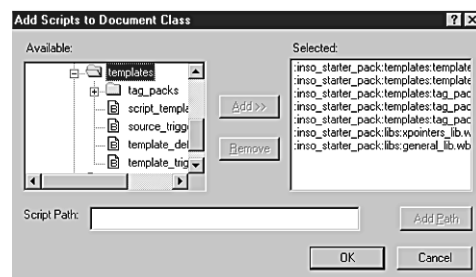 Add Scripts to Document Class
Available:
Selected:
templates
tag_packs
script_templa
source_trigg
template_del
template_trig
Add >>
Remove
:inso_starter_pack:templates:template
:inso_starter_pack:templates:template
:inso_starter_pack:templates:tag_pac
:inso_starter_pack:templates:tag_pac
:inso_starter_pack:templates:tag_pac
:inso_starter_pack:libs:xpointers_lib.w
:inso_starter_pack:libs:general_lib.wb
Script Path:
Add Path
OK
Cancel